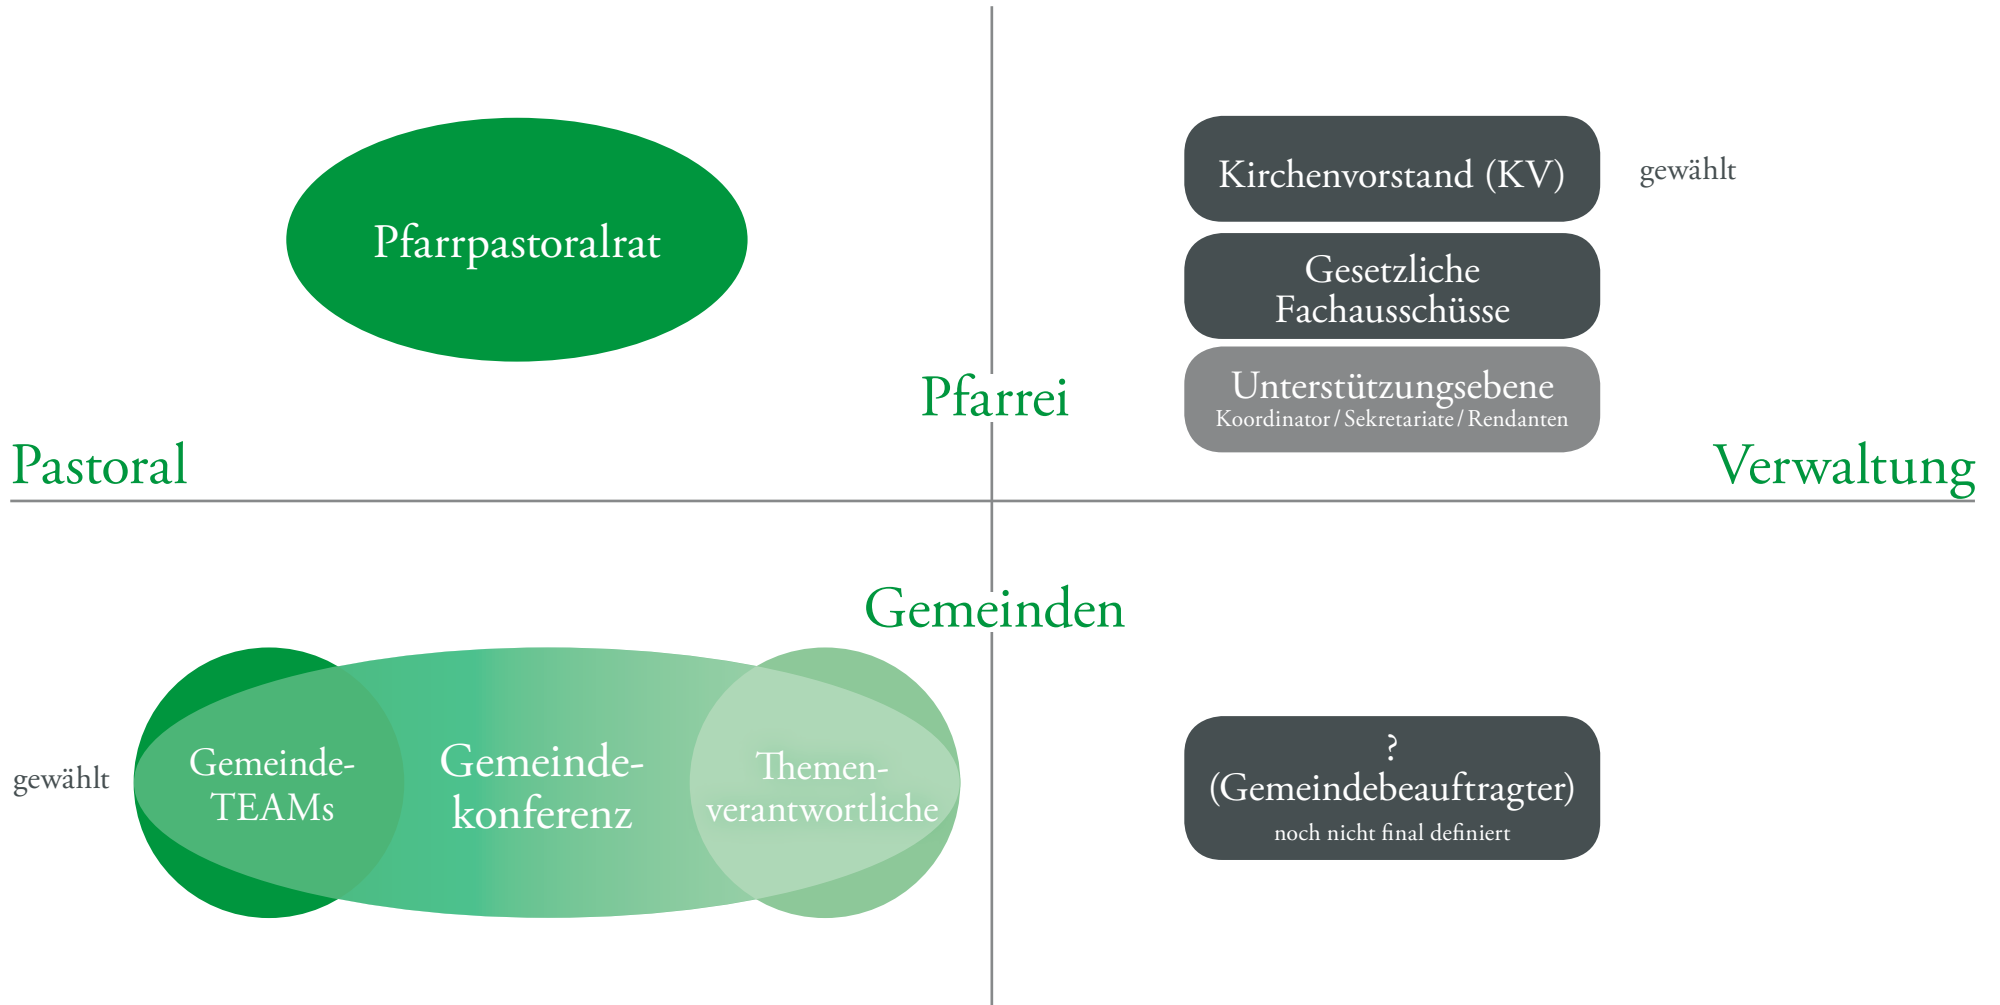 Pfarrpastoralrat
Kirchenvorstand (KV)
gewählt
Gesetzliche
Fachausschüsse
Unterstützungsebene
Koordinator / Sekretariate / Rendanten
Pfarrei
Pastoral
Verwaltung
Gemeinden
gewählt
Gemeinde-
TEAMs
Gemeinde-
konferenz
Themen-
verantwortliche
?
(Gemeindebeauftragter)
noch nicht final definiert